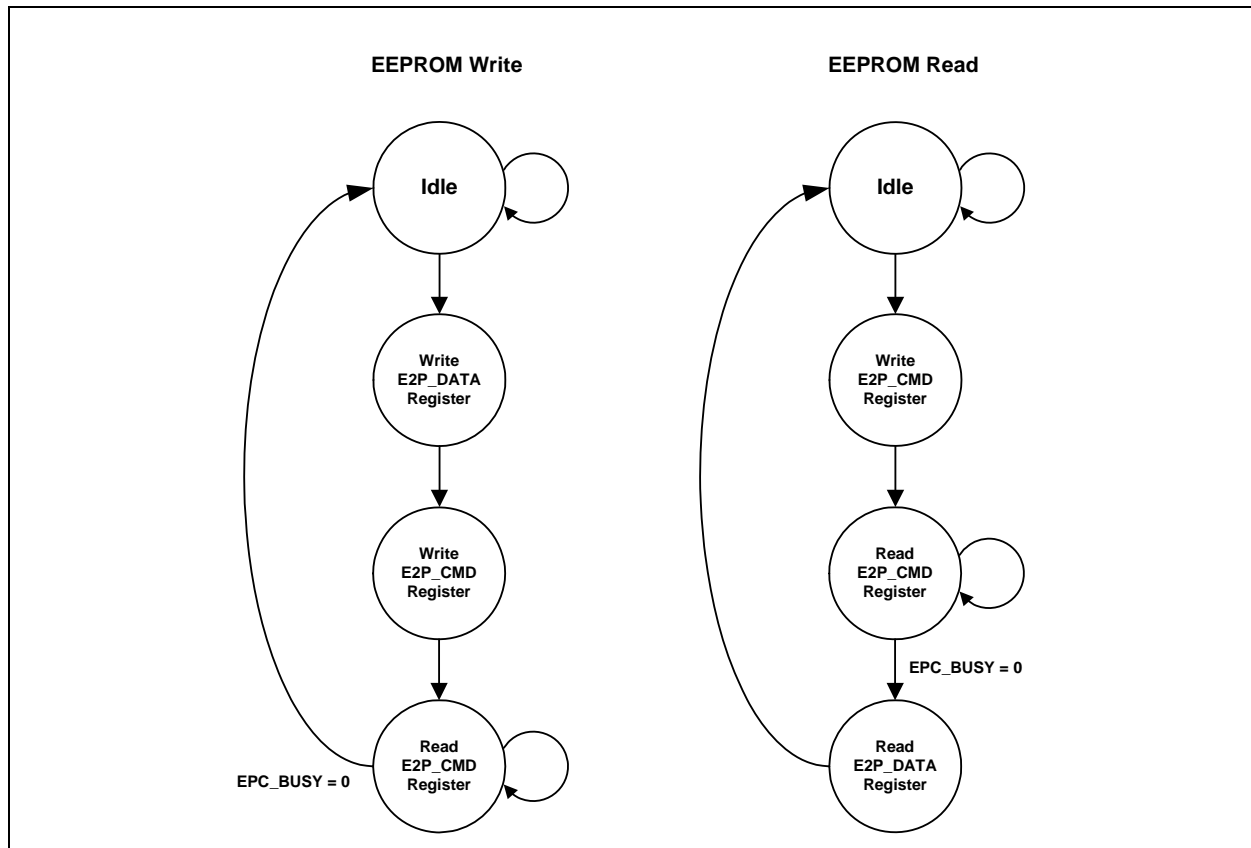 EEPROM Write
Idle
Write
E2P_DATA
Register
Write
E2P_CMD
Register
Read
E2P_CMD
Register
EPC_BUSY = 0
EEPROM Read
Idle
Write
E2P_CMD
Register
Read
E2P_CMD
Register
EPC_BUSY = 0
Read
E2P_DATA
Register